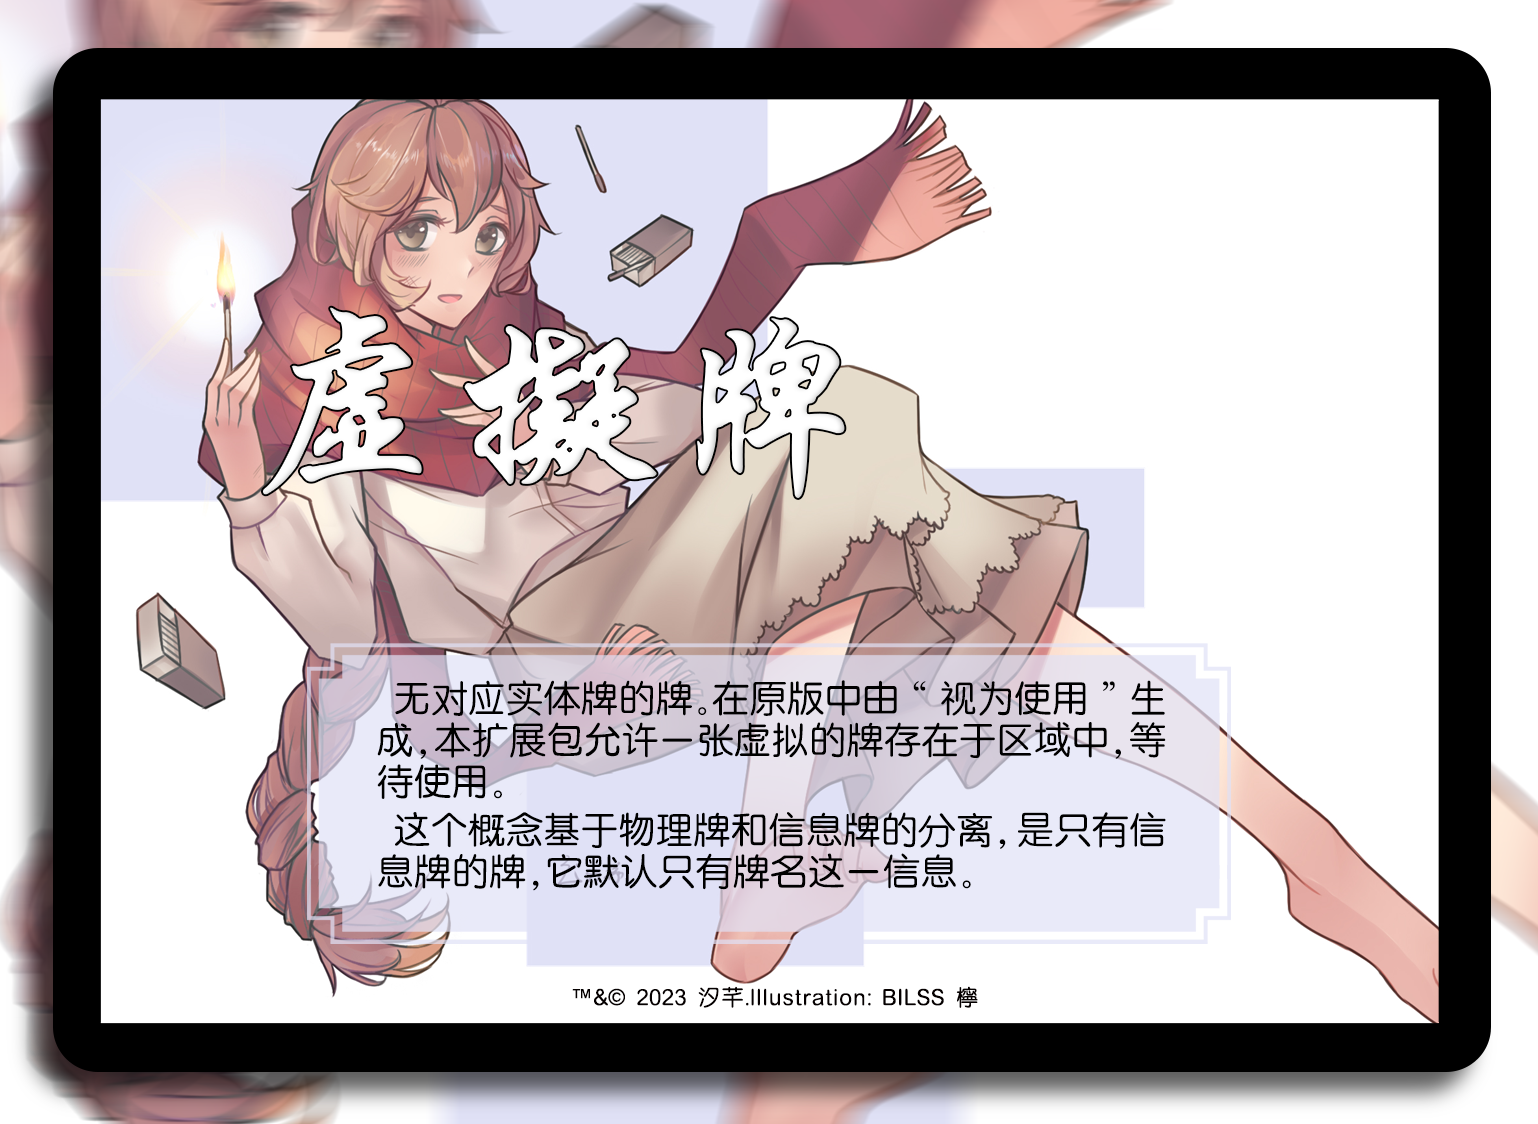 虛擬牌
无对应实体牌的牌。在原版中由“视为使用”生
成,本扩展包允许一张虚拟的牌存在于区域中,等
待使用。
这个概念基于物理牌和信息牌的分离,是只有信
息牌的牌,它默认只有牌名这一信息。
™&© 2023 汐芊.Illustration: BILSS 檸